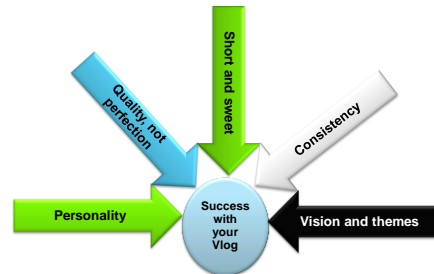 Personality
Quality, not
perfection
Short and
sweet
Consistency
Vision and themes
Success
with
your
Vlog